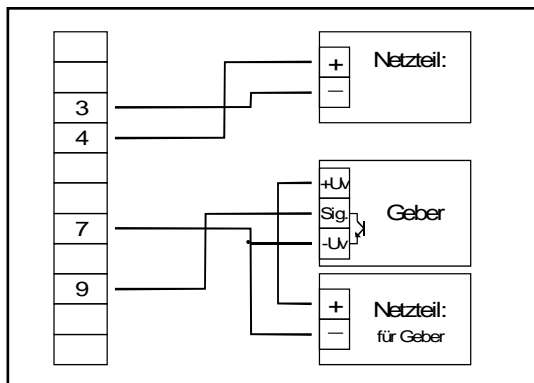 3
4
7
9
+
–
Netzteil:
+Uv
Sig.
-Uv
Geber
+
–
Netzteil:
für Geber